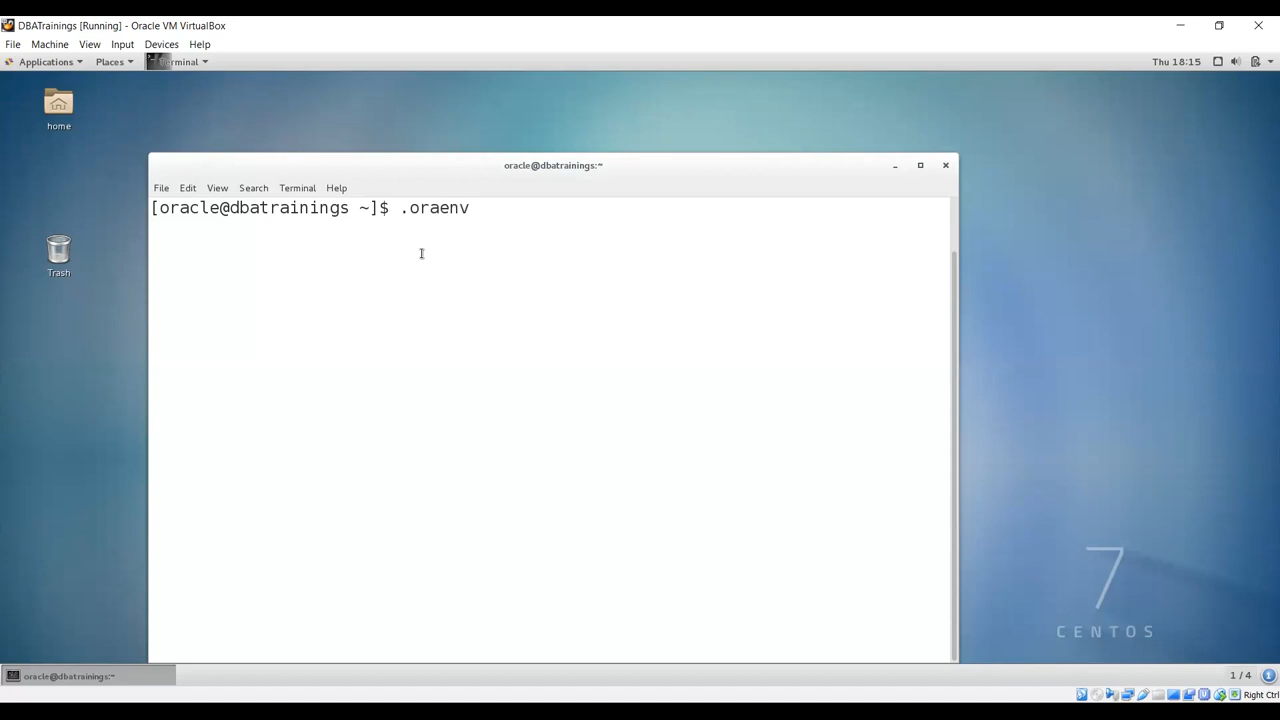 DBATrainings [Running] - Oracle VM VirtualBox
File Machine View Input Devices Help
Applications Places Terminal Thu 18:15
home
oracle@dbatrainings:~
File Edit View Search Terminal Help
[oracle@dbatrainings ~]$ .oraenv
Trash
7
CENTOS
oracle@dbatrainings:~ 1 / 4 1
Right Ctrl